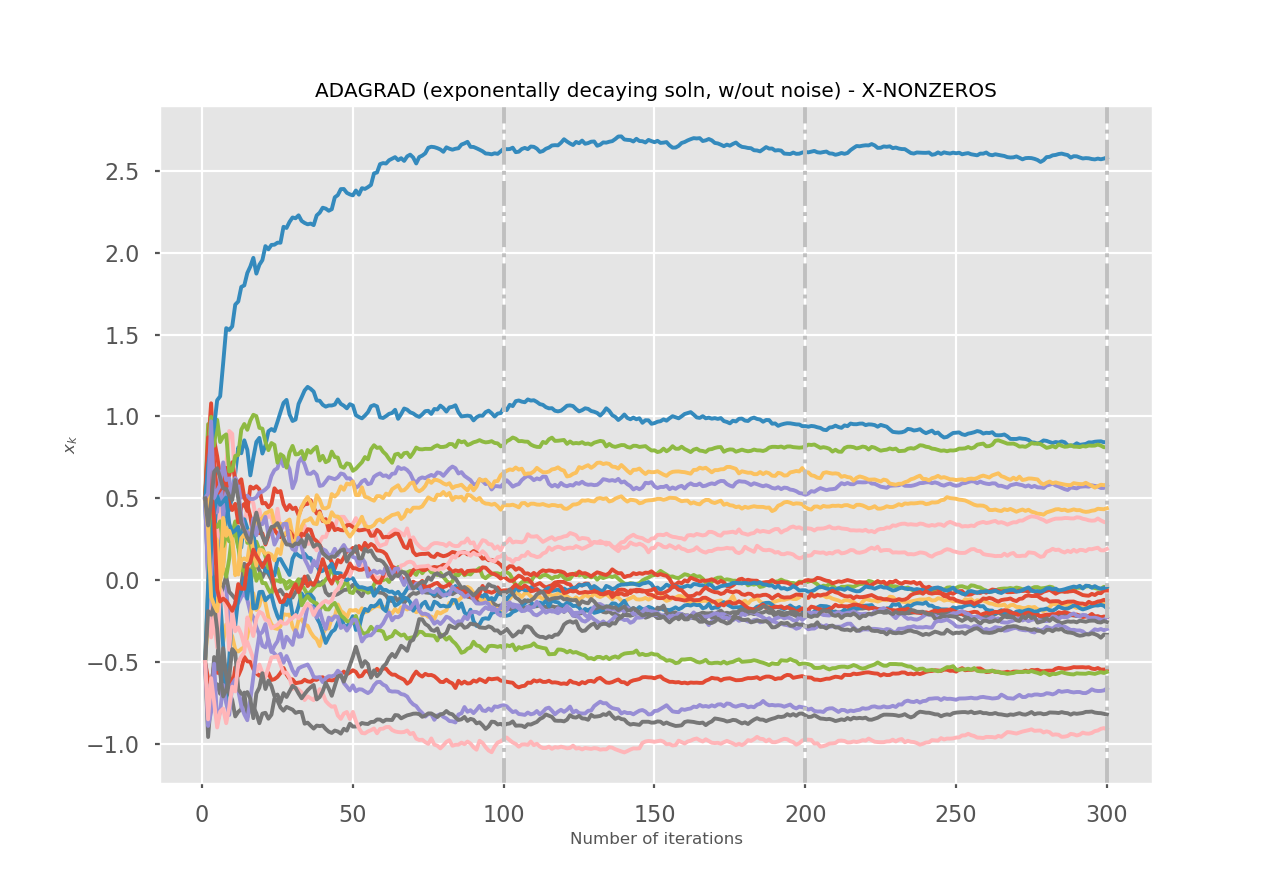 ADAGRAD (exponentially decaying soln, w/out noise) - X-NONZEROS
2.5
2.0
1.5
1.0
0.5
0.0
−0.5
−1.0
x_k
0 50 100 150 200 250 300
Number of iterations